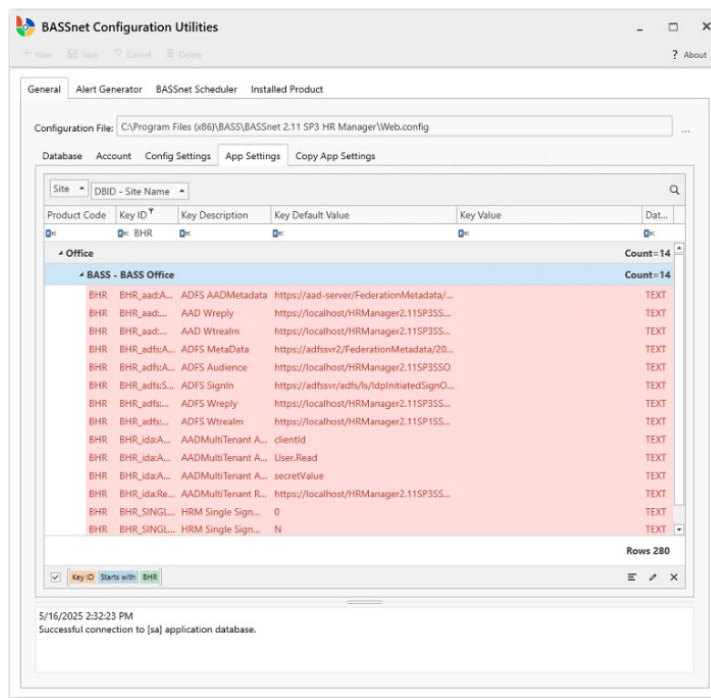 BASSnet Configuration Utilities
New Save Cancel Delete ? About
General Alert Generator BASSnet Scheduler Installed Product
Configuration File: C:\Program Files (x86)\BASS\BASSnet 2.11 SP3 HR Manager\Web.config ...
Database Account Config Settings App Settings Copy App Settings
Site DBID - Site Name
Product Code Key ID Key Description Key Default Value Key Value Dat...
BHR
Office Count=14
BASS - BASS Office Count=14
BHR BHR_aad:A... ADFS AADMetadata https://aad-server/FederationMetadata/... TEXT
BHR BHR_aad:... AAD Wreply https://localhost/HRManager2.11SP3SS... TEXT
BHR BHR_aad:... AAD Wtrealm https://localhost/HRManager2.11SP3SS... TEXT
BHR BHR_adfs:A... ADFS MetaData https://adfssvr2/FederationMetadata/20... TEXT
BHR BHR_adfs:A... ADFS Audience https://localhost/HRManager2.11SP3SSO TEXT
BHR BHR_adfs:S... ADFS SignIn https://adfssvr/adfs/ls/IdpInitiatedSignO... TEXT
BHR BHR_adfs:... ADFS Wreply https://localhost/HRManager2.11SP3SS... TEXT
BHR BHR_adfs:... ADFS Wtrealm https://localhost/HRManager2.11SP1SS... TEXT
BHR BHR_ida:A... AADMultiTenant A... clientId TEXT
BHR BHR_ida:A... AADMultiTenant A... User.Read TEXT
BHR BHR_ida:A... AADMultiTenant A... secretValue TEXT
BHR BHR_ida:Re... AADMultiTenant R... https://localhost/HRManager2.11SP3SS... TEXT
BHR BHR_SINGL... HRM Single Sign... 0 TEXT
BHR BHR_SINGL... HRM Single Sign... N TEXT
Rows 280
Key ID Starts with BHR
5/16/2025 2:32:23 PM
Successful connection to [sa] application database.